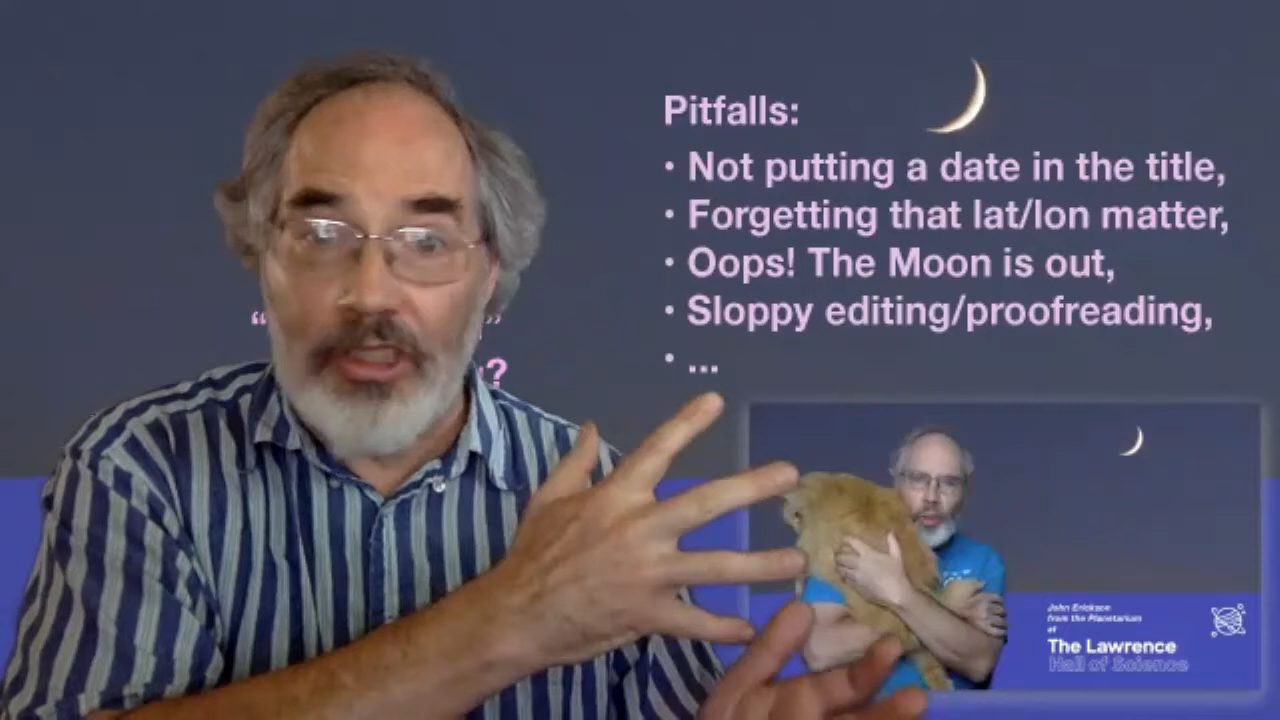 Pitfalls:
• Not putting a date in the title,
• Forgetting that lat/lon matter,
• Oops! The Moon is out,
• Sloppy editing/proofreading,
• ...
“ ”
?
John Erickson
from the Planetarium
of
The Lawrence
Hall of Science